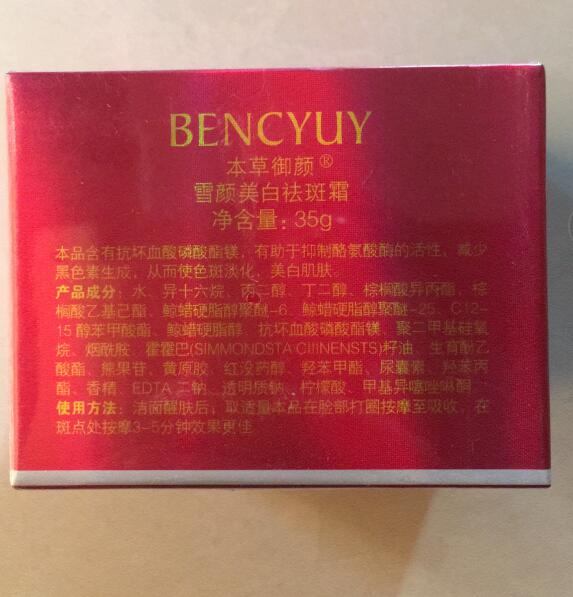 BENCYUY
本草御颜®
雪颜美白祛斑霜
净含量：35g
本品含有抗坏血酸磷酸酯镁，有助于抑制酪氨酸酶的活性，减少
黑色素生成，从而使色斑淡化，美白肌肤。
产品成分：水、异十六烷、丙二醇、丁二醇、棕榈酸异丙酯、棕
榈酸乙基己酯、鲸蜡硬脂醇聚醚-6、鲸蜡硬脂醇聚醚-25、C12-
15 醇苯甲酸酯、鲸蜡硬脂醇、抗坏血酸磷酸酯镁、聚二甲基硅氧
烷、烟酰胺、霍霍巴(SIMMONDSTA CIIINENSTS)籽油、生育酚乙
酸酯、熊果苷、黄原胶、红没药醇、羟苯甲酯、尿囊素、羟苯丙
酯、香精、EDTA 二钠、透明质钠、柠檬酸、甲基异噻唑啉酮
使用方法：洁面醒肤后，取适量本品在脸部打圈按摩至吸收，在
斑点处按摩3-5分钟效果更佳